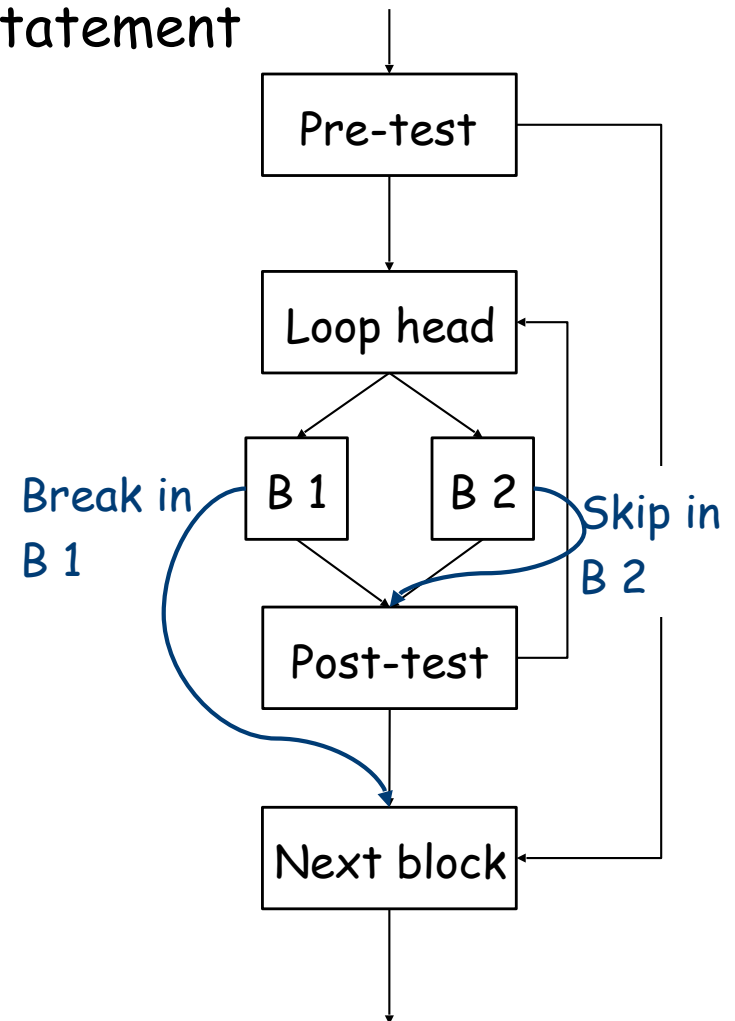 tatement
Pre-test
Loop head
B 1
B 2
Break in
B 1
Skip in
B 2
Post-test
Next block